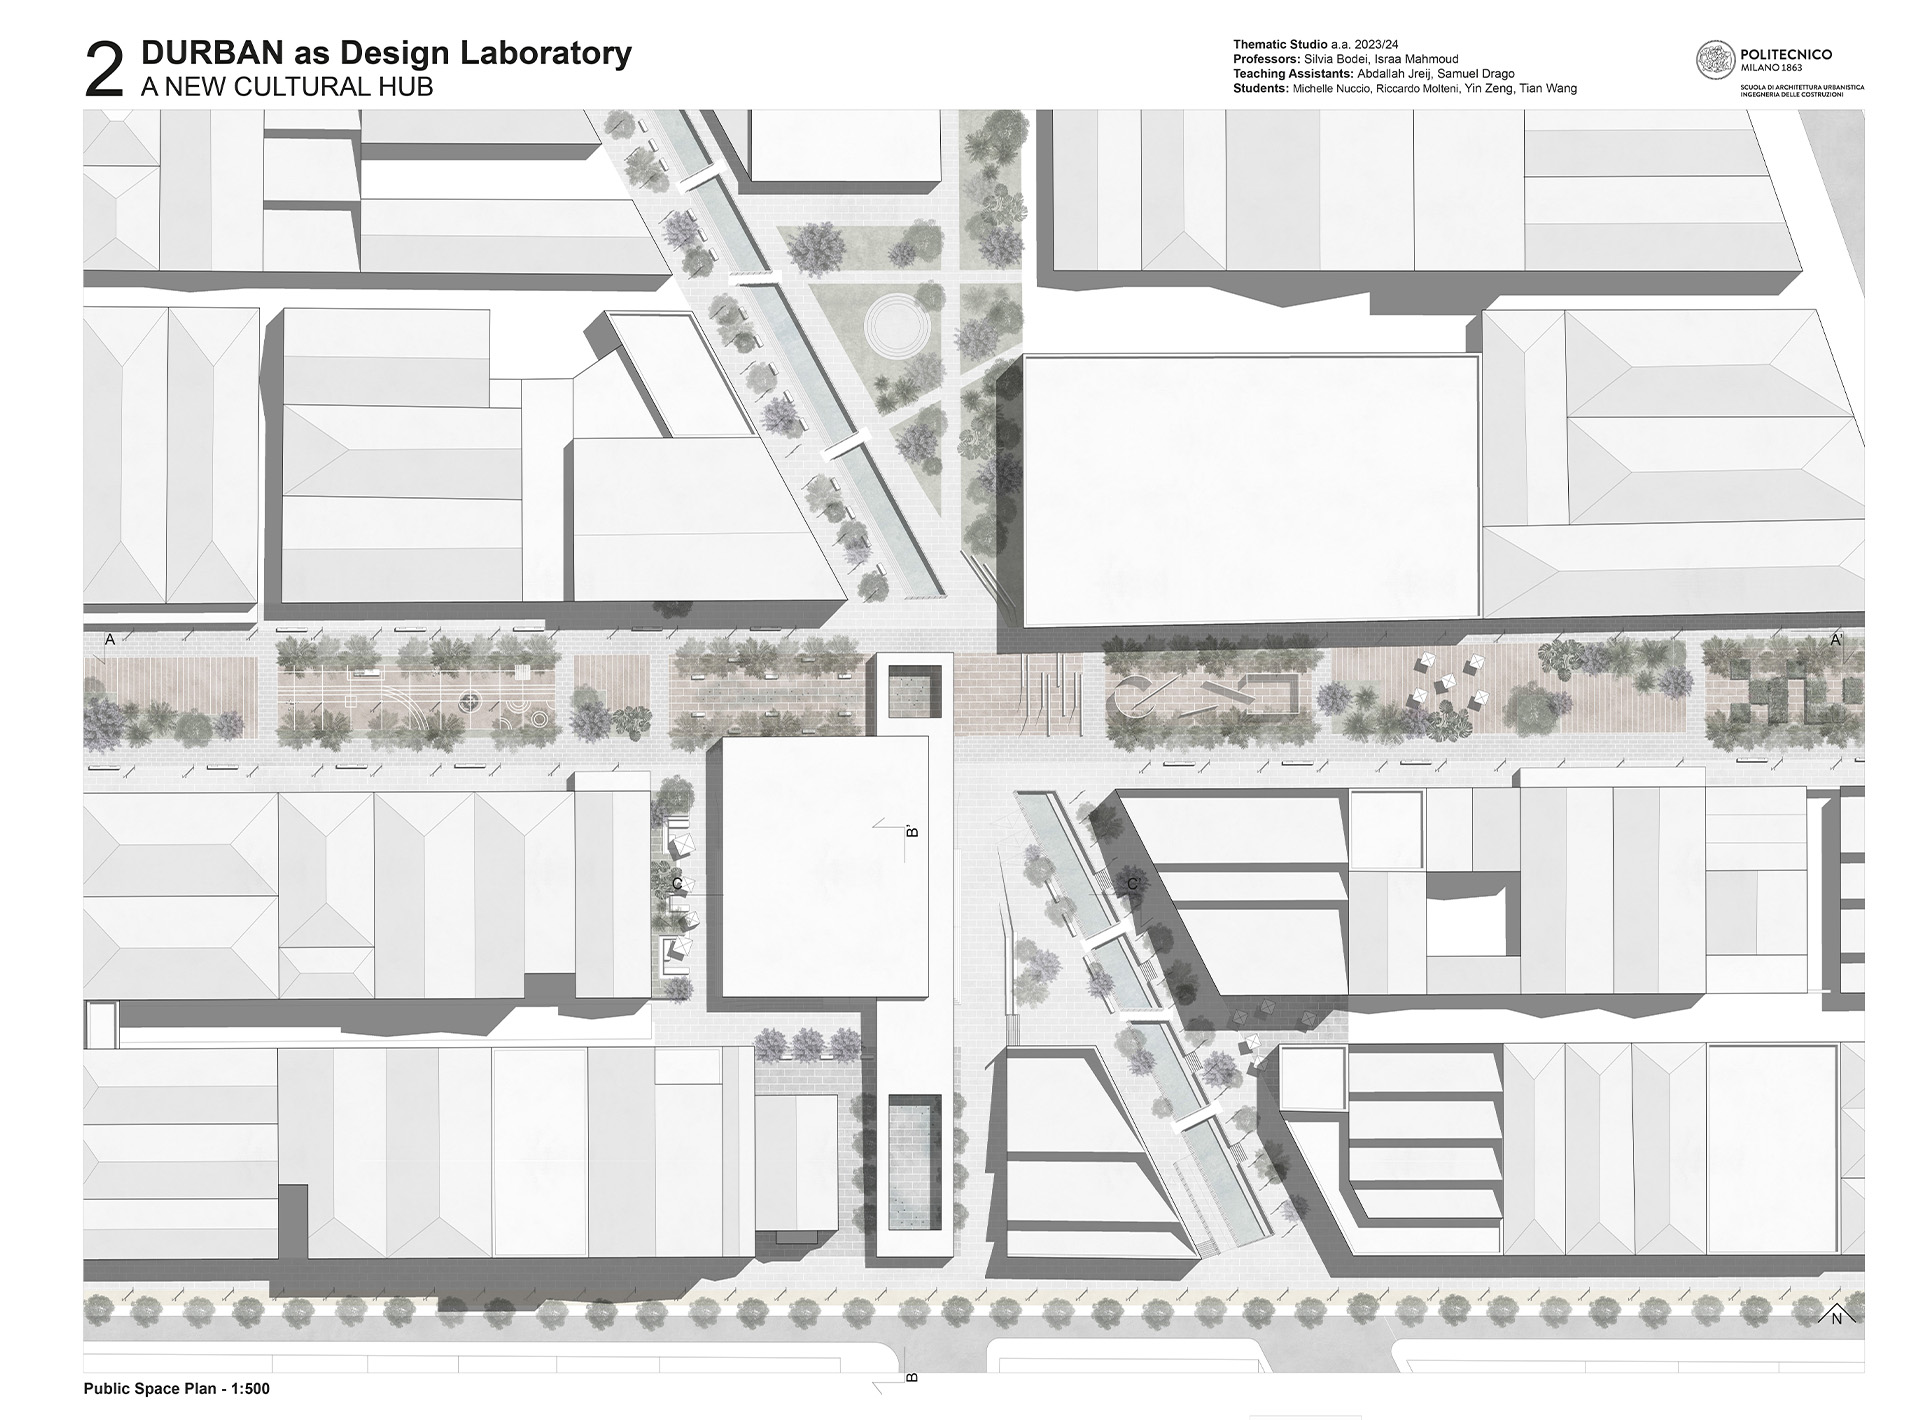 2
DURBAN as Design Laboratory
A NEW CULTURAL HUB
Thematic Studio a.a. 2023/24
Professors: Silvia Bodei, Israa Mahmoud
Teaching Assistants: Abdallah Jreij, Samuel Drago
Students: Michelle Nuccio, Riccardo Molteni, Yin Zeng, Tian Wang
POLITECNICO
MILANO 1863
SCUOLA DI ARCHITETTURA URBANISTICA
INGEGNERIA DELLE COSTRUZIONI
A
A'
B'
C
C'
N
B
Public Space Plan - 1:500